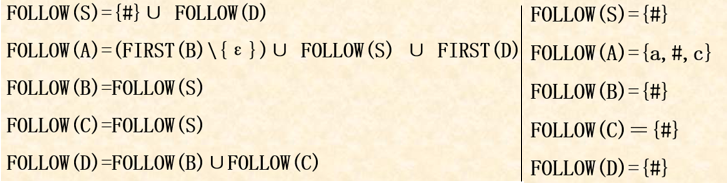 FOLLOW(S)={#}∪ FOLLOW(D)
FOLLOW(A)=(FIRST(B)\{ε})∪ FOLLOW(S) ∪ FIRST(D)
FOLLOW(B)=FOLLOW(S)
FOLLOW(C)=FOLLOW(S)
FOLLOW(D)=FOLLOW(B)∪FOLLOW(C)
FOLLOW(S)={#}
FOLLOW(A)={a,#,c}
FOLLOW(B)={#}
FOLLOW(C)={#}
FOLLOW(D)={#}